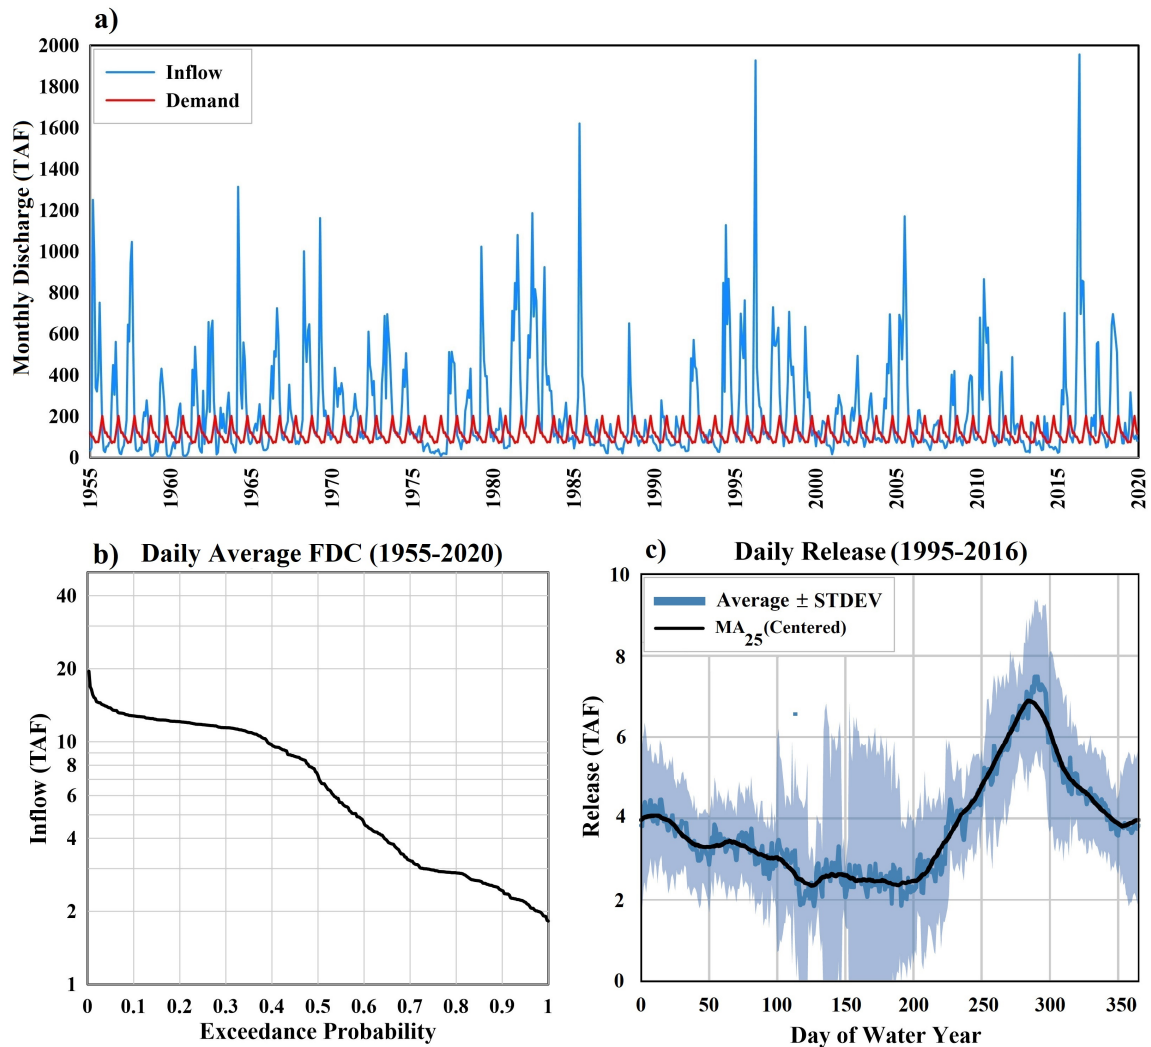 a)
Monthly Discharge (TAF)
2000
1800
1600
1400
1200
1000
800
600
400
200
0
Inflow
Demand
1955
1960
1965
1970
1975
1980
1985
1990
1995
2000
2005
2010
2015
2020
b) Daily Average FDC (1955-2020)
Inflow (TAF)
40
20
10
8
6
4
2
1
0 0.1 0.2 0.3 0.4 0.5 0.6 0.7 0.8 0.9 1
Exceedance Probability
c) Daily Release (1995-2016)
Release (TAF)
10
8
6
4
2
0
Average ± STDEV
MA25(Centered)
0 50 100 150 200 250 300 350
Day of Water Year